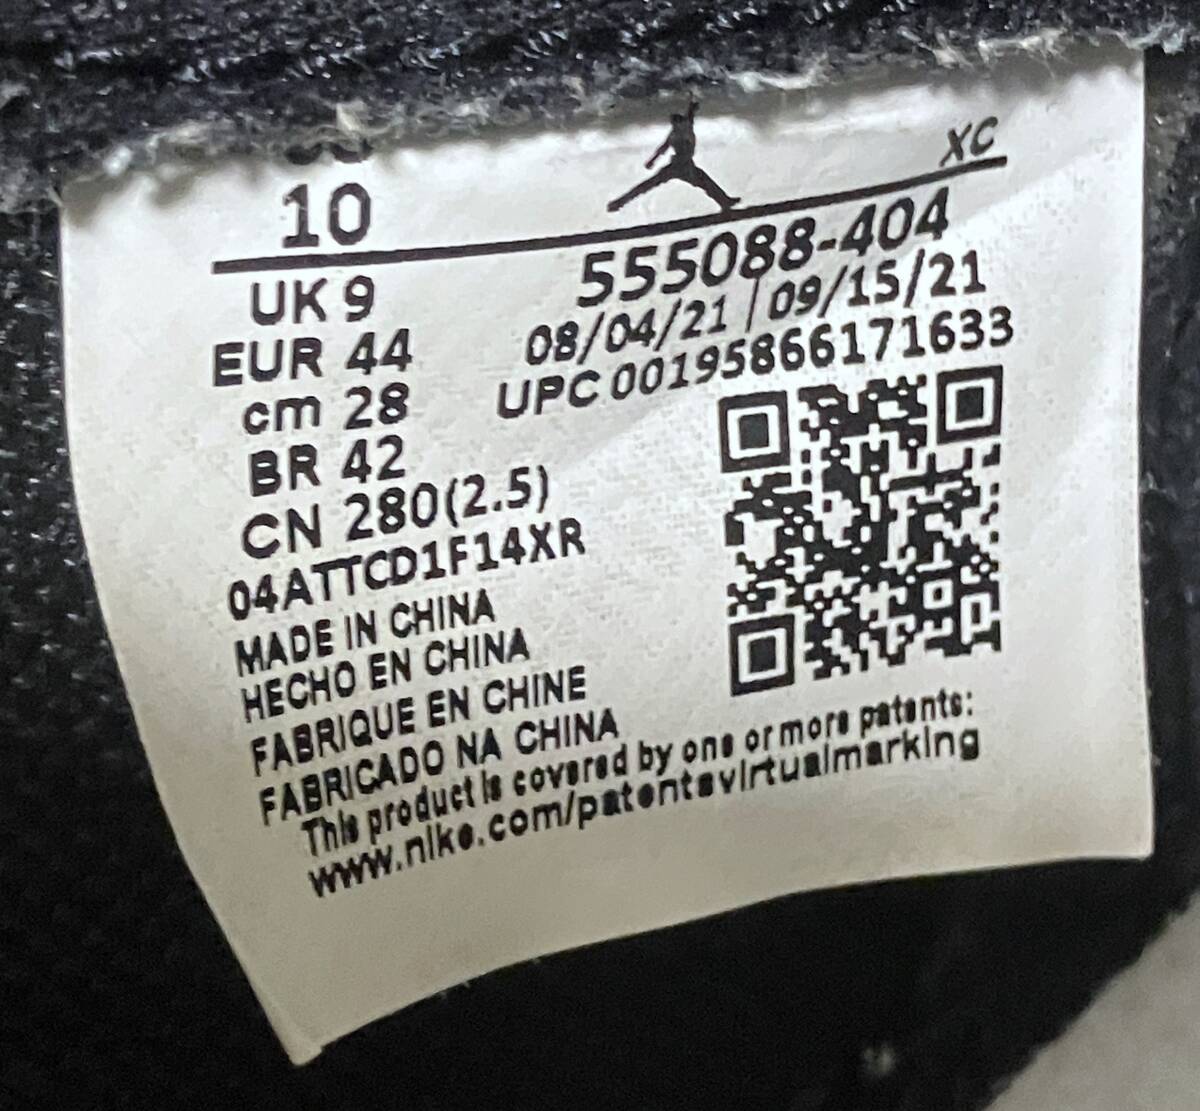 10
XC
UK 9
EUR 44
cm 28
BR 42
CN 280(2.5)
555088-404
08/04/21 | 09/15/21
UPC 00195866171633
04ATTCD1F14XR
MADE IN CHINA
HECHO EN CHINA
FABRIQUE EN CHINE
FABRICADO NA CHINA
This product is covered by one or more patents:
www.nike.com/patentsvirtualmarking